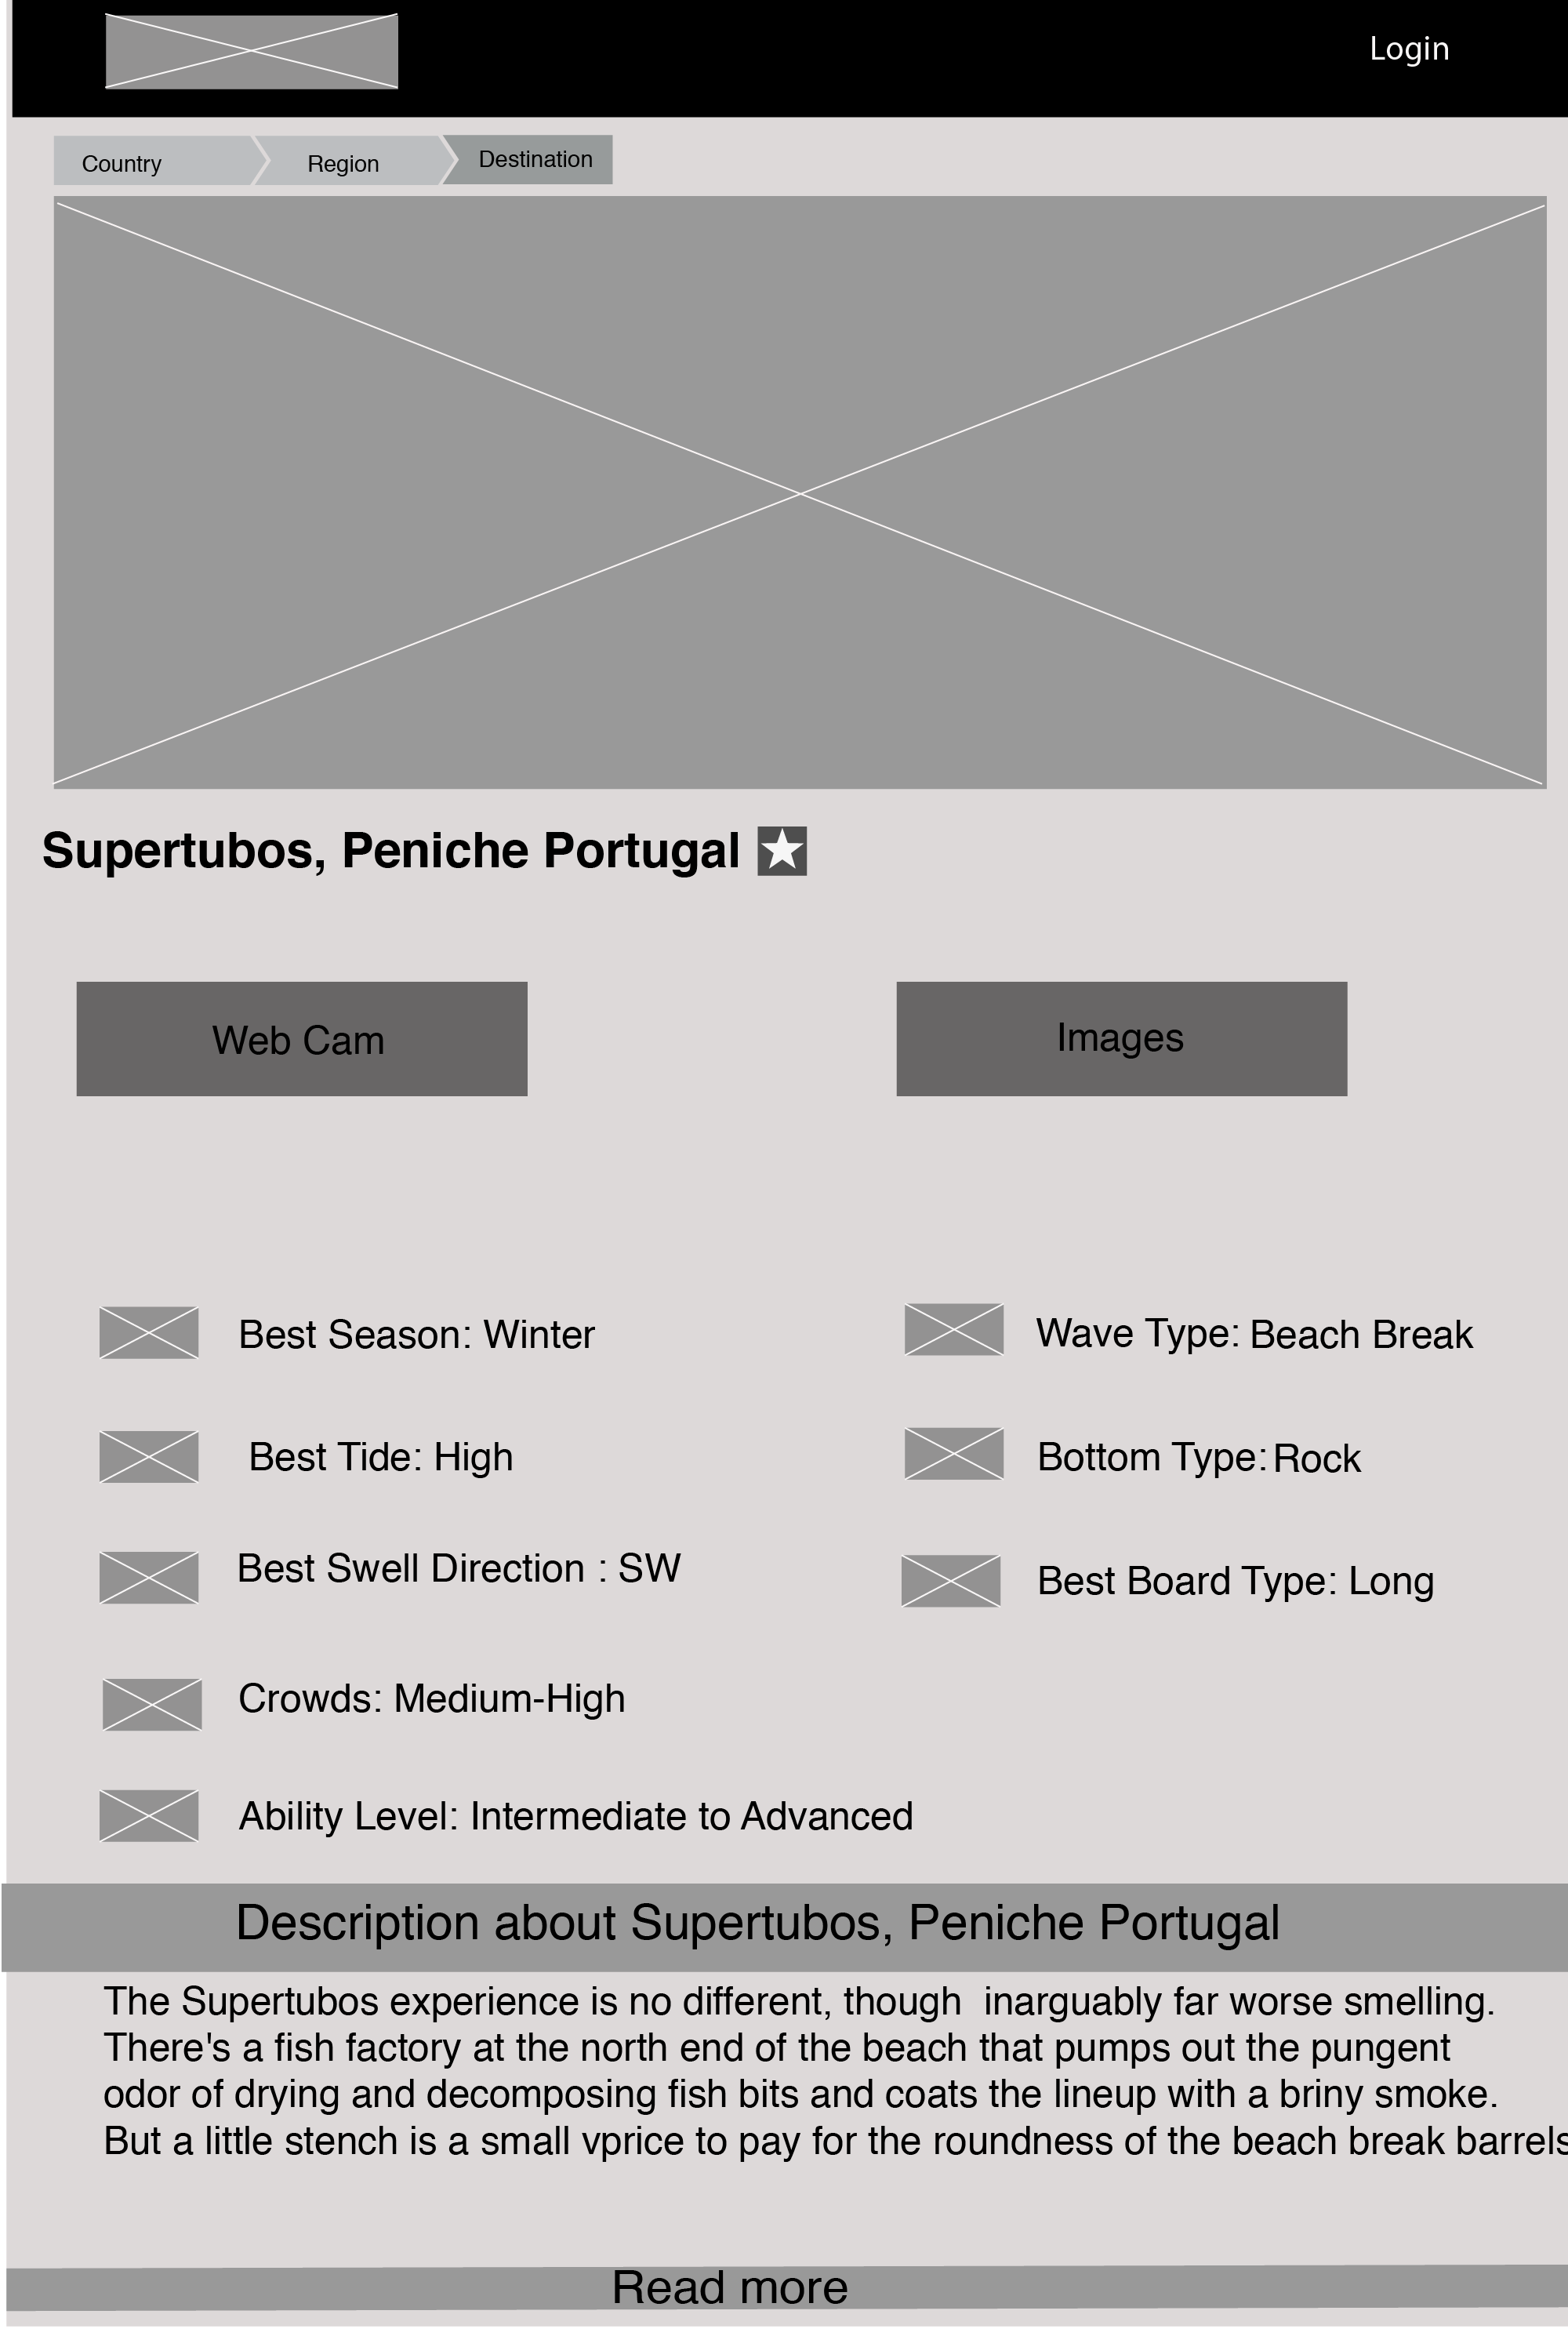 Login
Country
Region
Destination
Supertubos, Peniche Portugal
Web Cam
Images
Best Season: Winter
Wave Type: Beach Break
Best Tide: High
Bottom Type: Rock
Best Swell Direction : SW
Best Board Type: Long
Crowds: Medium-High
Ability Level: Intermediate to Advanced
Description about Supertubos, Peniche Portugal
The Supertubos experience is no different, though  inarguably far worse smelling.
There's a fish factory at the north end of the beach that pumps out the pungent
odor of drying and decomposing fish bits and coats the lineup with a briny smoke.
But a little stench is a small vprice to pay for the roundness of the beach break barrels
Read more